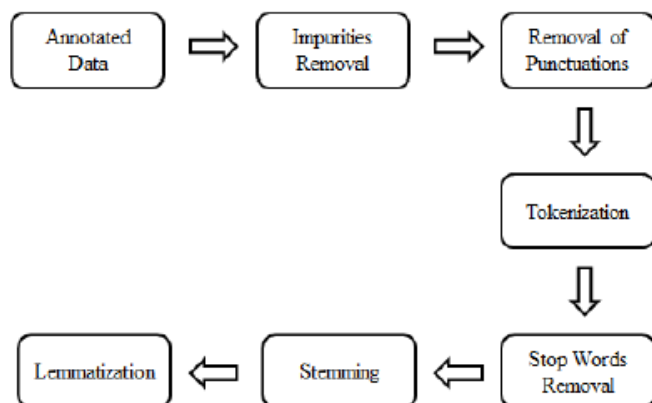 Annotated
Data
Impurities
Removal
Removal of
Punctuations
Tokenization
Stop Words
Removal
Stemming
Lemmatization